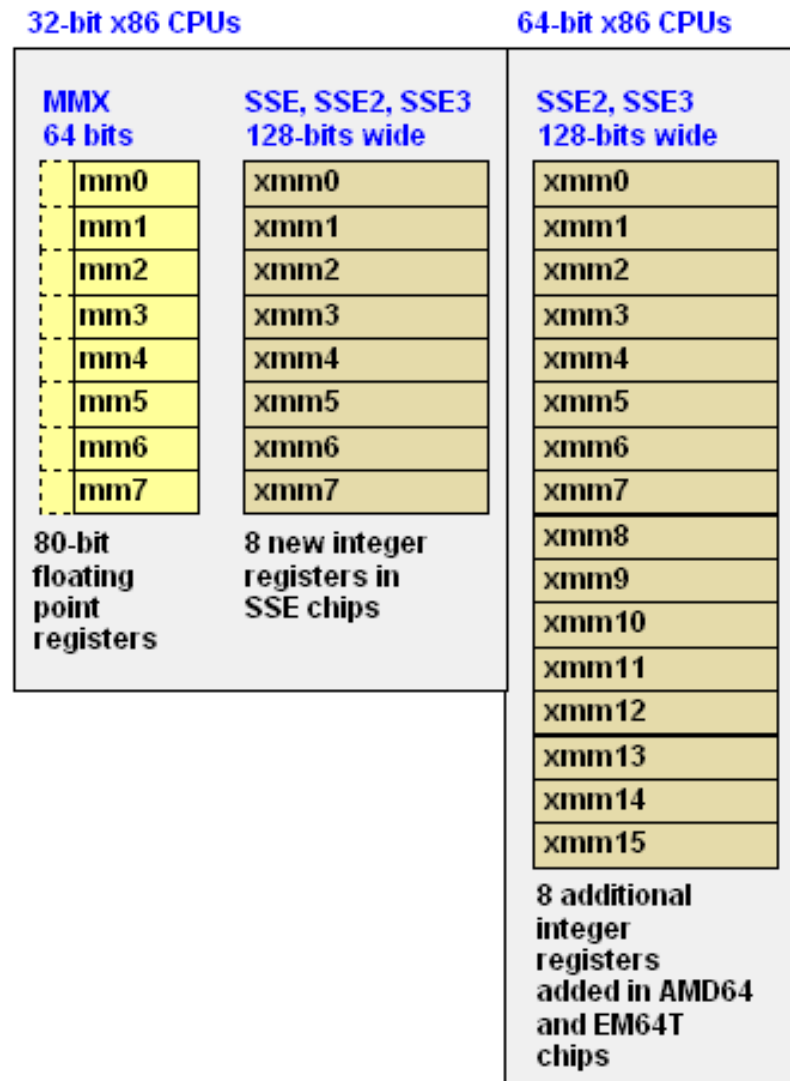 32-bit x86 CPUs
64-bit x86 CPUs
MMX
64 bits
mm0
mm1
mm2
mm3
mm4
mm5
mm6
mm7
80-bit
floating
point
registers
SSE, SSE2, SSE3
128-bits wide
xmm0
xmm1
xmm2
xmm3
xmm4
xmm5
xmm6
xmm7
8 new integer
registers in
SSE chips
SSE2, SSE3
128-bits wide
xmm0
xmm1
xmm2
xmm3
xmm4
xmm5
xmm6
xmm7
xmm8
xmm9
xmm10
xmm11
xmm12
xmm13
xmm14
xmm15
8 additional
integer
registers
added in AMD64
and EM64T
chips